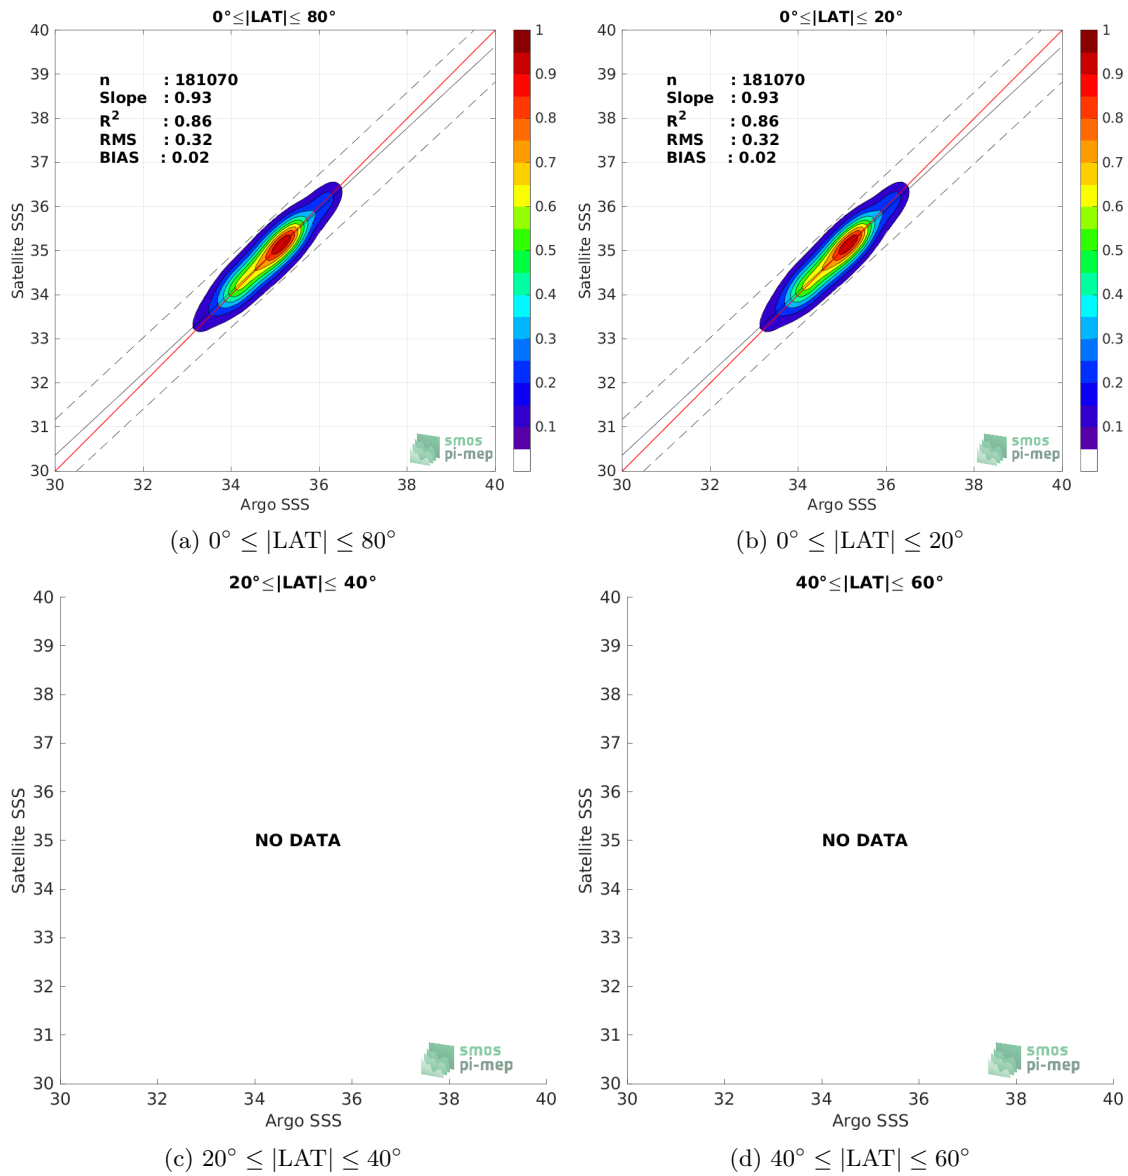 0°≤|LAT|≤ 80°
40
39
38
37
36
35
34
33
32
31
30
Satellite SSS
n : 181070
Slope : 0.93
R² : 0.86
RMS : 0.32
BIAS : 0.02
smos
pi-mep
30 32 34 36 38 40
Argo SSS
1
0.9
0.8
0.7
0.6
0.5
0.4
0.3
0.2
0.1
(a) 0° ≤ |LAT| ≤ 80°
0°≤|LAT|≤ 20°
40
39
38
37
36
35
34
33
32
31
30
Satellite SSS
n : 181070
Slope : 0.93
R² : 0.86
RMS : 0.32
BIAS : 0.02
smos
pi-mep
30 32 34 36 38 40
Argo SSS
1
0.9
0.8
0.7
0.6
0.5
0.4
0.3
0.2
0.1
(b) 0° ≤ |LAT| ≤ 20°
20°≤|LAT|≤ 40°
40
39
38
37
36
35
34
33
32
31
30
Satellite SSS
NO DATA
smos
pi-mep
30 32 34 36 38 40
Argo SSS
(c) 20° ≤ |LAT| ≤ 40°
40°≤|LAT|≤ 60°
40
39
38
37
36
35
34
33
32
31
30
Satellite SSS
NO DATA
smos
pi-mep
30 32 34 36 38 40
Argo SSS
(d) 40° ≤ |LAT| ≤ 60°